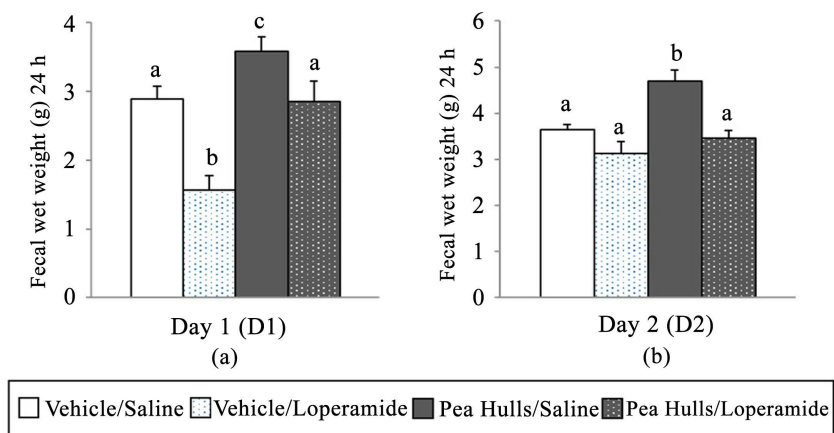 4
3
2
1
0
Fecal wet weight (g) 24 h
a
b
c
a
Day 1 (D1)
(a)
6
5
4
3
2
1
0
Fecal wet weight (g) 24 h
a
a
b
a
Day 2 (D2)
(b)
Vehicle/Saline Vehicle/Loperamide Pea Hulls/Saline Pea Hulls/Loperamide